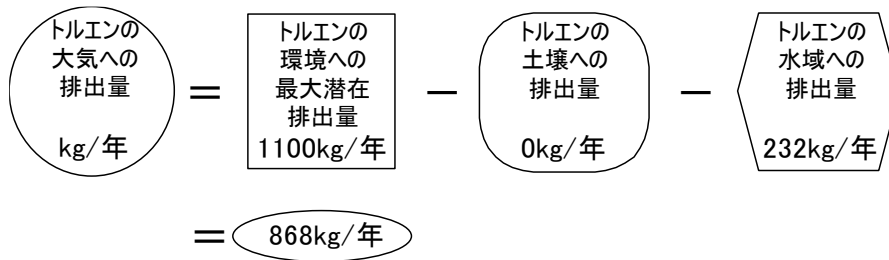 トルエンの
大気への
排出量
kg/年
＝
トルエンの
環境への
最大潜在
排出量
1100kg/年
－
トルエンの
土壌への
排出量
0kg/年
－
トルエンの
水域への
排出量
232kg/年
＝ 868kg/年